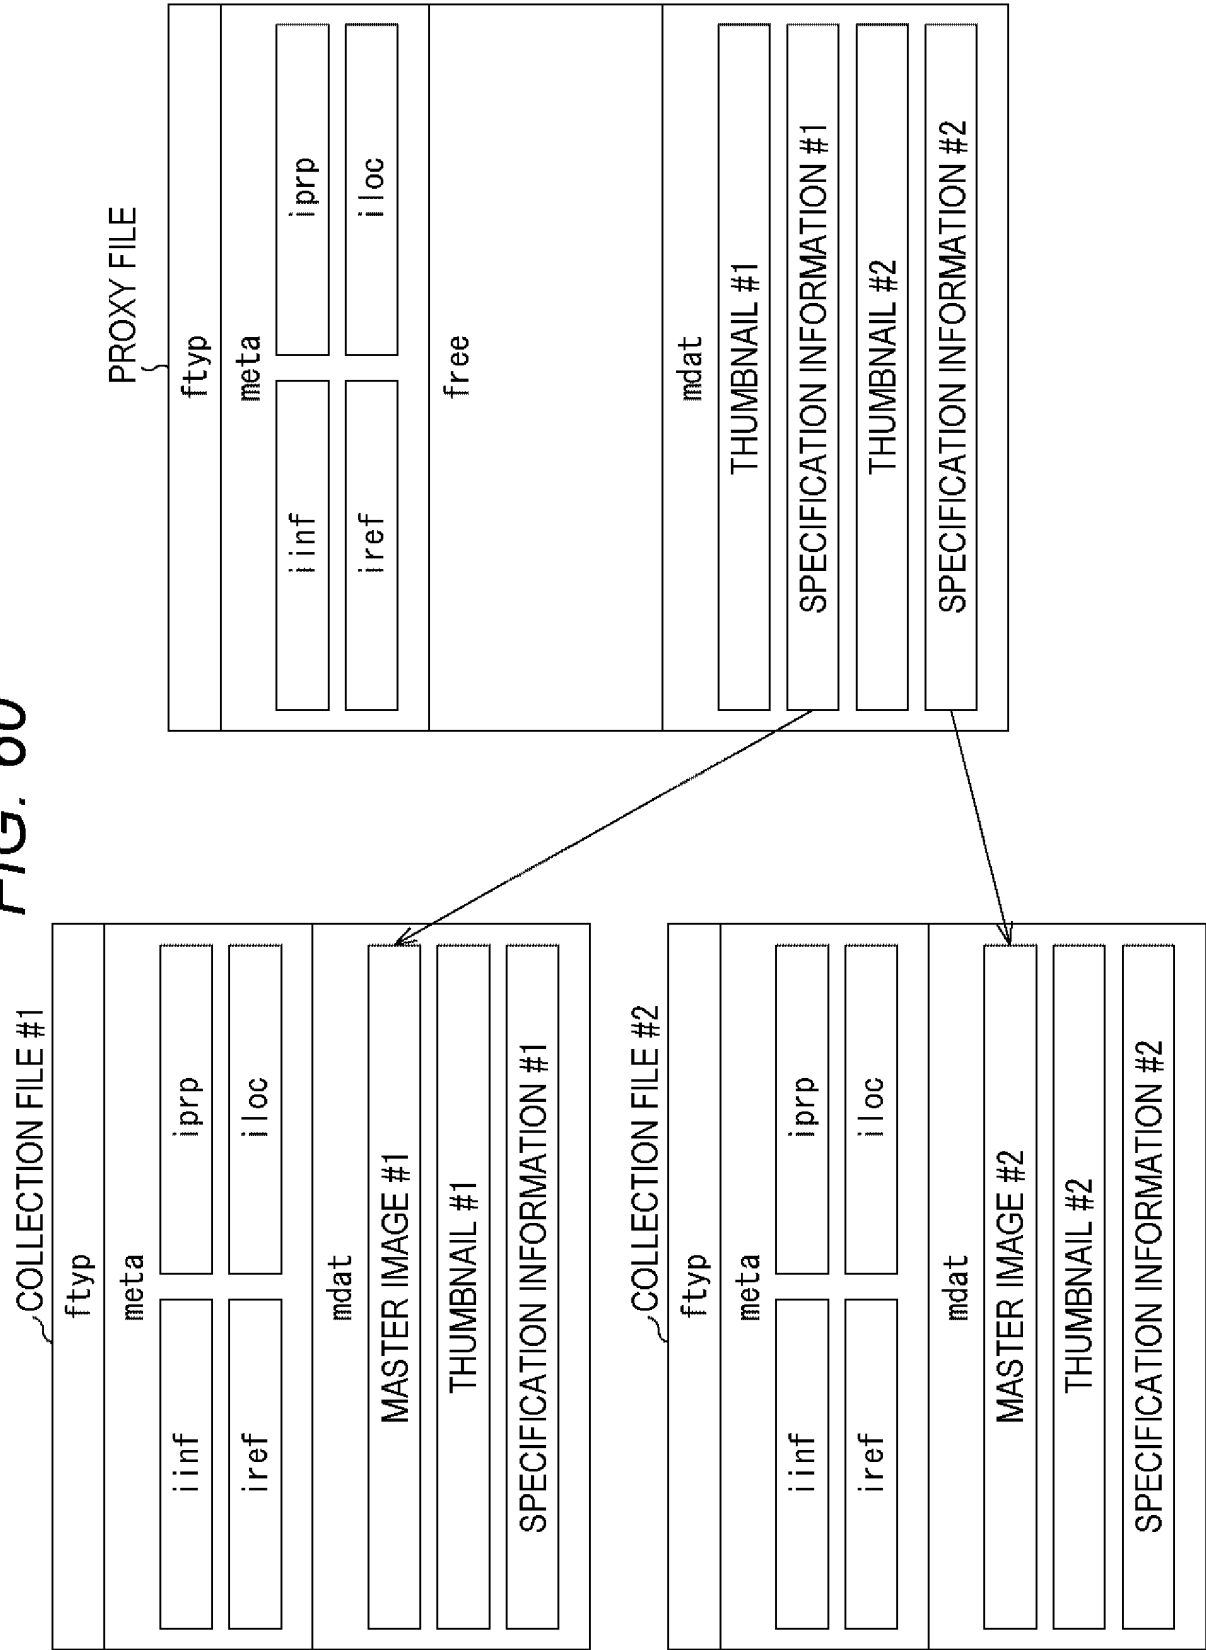 FIG. 60
COLLECTION FILE #1
ftyp
meta
iinf
iprp
iref
iloc
mdat
MASTER IMAGE #1
THUMBNAIL #1
SPECIFICATION INFORMATION #1
COLLECTION FILE #2
ftyp
meta
iinf
iprp
iref
iloc
mdat
MASTER IMAGE #2
THUMBNAIL #2
SPECIFICATION INFORMATION #2
PROXY FILE
ftyp
meta
iinf
iprp
iref
iloc
free
mdat
THUMBNAIL #1
SPECIFICATION INFORMATION #1
THUMBNAIL #2
SPECIFICATION INFORMATION #2